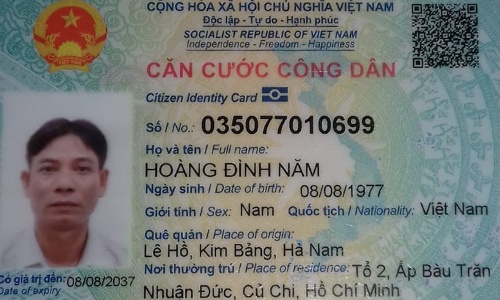 CỘNG HÒA XÃ HỘI CHỦ NGHĨA VIỆT NAM
Độc lập - Tự do - Hạnh phúc
SOCIALIST REPUBLIC OF VIET NAM
Independence - Freedom - Happiness
CĂN CƯỚC CÔNG DÂN
Citizen Identity Card
Số / No.: 035077010699
Họ và tên / Full name:
HOÀNG ĐÌNH NĂM
Ngày sinh / Date of birth: 08/08/1977
Giới tính / Sex: Nam Quốc tịch / Nationality: Việt Nam
Quê quán / Place of origin:
Lê Hồ, Kim Bảng, Hà Nam
Nơi thường trú / Place of residence: Tổ 2, Ấp Bàu Trăn
Nhuận Đức, Củ Chi, Hồ Chí Minh
Có giá trị đến: 08/08/2037
Date of expiry